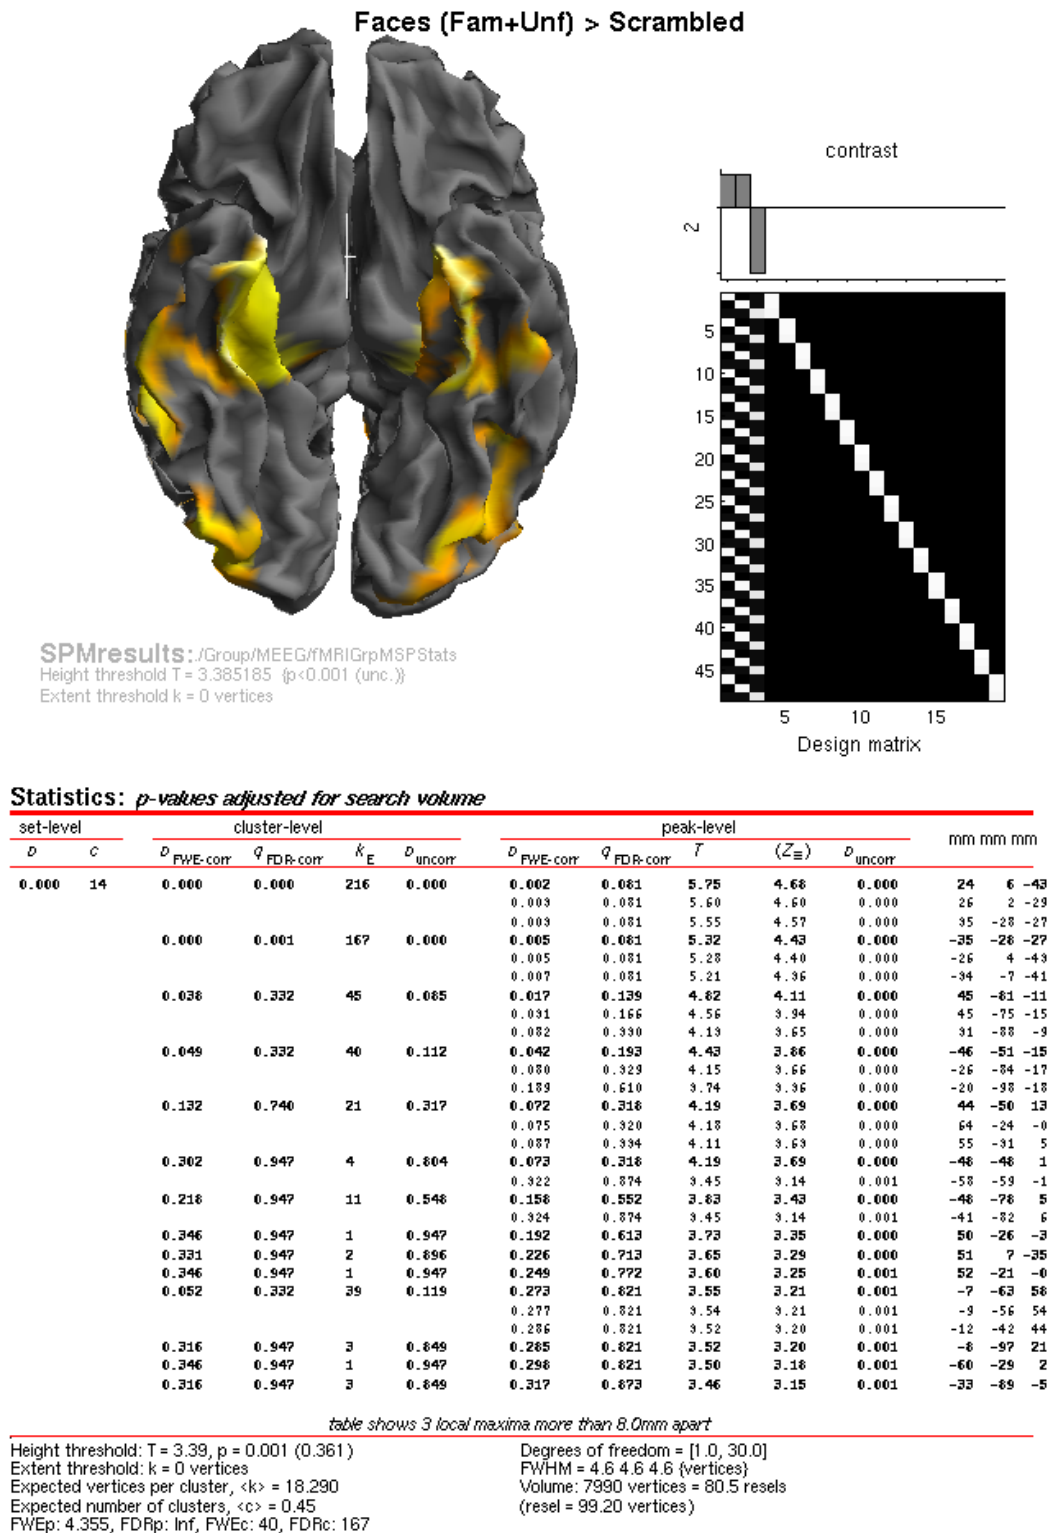 Faces (Fam+Unf) > Scrambled
contrast
2
5
10
15
20
25
30
35
40
45
5 10 15
Design matrix
SPMresults: ./Group/MEEG/fMRIGrpMSPStats
Height threshold T = 3.385185 {p<0.001 (unc.)}
Extent threshold k = 0 vertices
Statistics: p-values adjusted for search volume
set-level cluster-level peak-level mm mm mm
p c p FWE-corr q FDR-corr k E p uncorr p FWE-corr q FDR-corr T (Z≡) p uncorr
0.000 14 0.000 0.000 216 0.000 0.002 0.081 5.75 4.68 0.000 24 6 -43
0.003 0.081 5.60 4.60 0.000 26 2 -29
0.003 0.081 5.55 4.57 0.000 35 -28 -27
0.000 0.001 167 0.000 0.005 0.081 5.32 4.43 0.000 -35 -28 -27
0.005 0.081 5.28 4.40 0.000 -26 4 -43
0.007 0.081 5.21 4.36 0.000 -34 -7 -41
0.038 0.332 45 0.085 0.017 0.139 4.82 4.11 0.000 45 -81 -11
0.031 0.166 4.56 3.94 0.000 45 -75 -15
0.082 0.330 4.13 3.65 0.000 31 -88 -9
0.049 0.332 40 0.112 0.042 0.193 4.43 3.86 0.000 -46 -51 -15
0.080 0.329 4.15 3.66 0.000 -26 -84 -17
0.189 0.610 3.74 3.36 0.000 -20 -98 -18
0.132 0.740 21 0.317 0.072 0.318 4.19 3.69 0.000 44 -50 13
0.075 0.320 4.18 3.68 0.000 64 -24 -0
0.087 0.334 4.11 3.63 0.000 55 -31 5
0.302 0.947 4 0.804 0.073 0.318 4.19 3.69 0.000 -48 -48 1
0.322 0.874 3.45 3.14 0.001 -58 -59 -1
0.218 0.947 11 0.548 0.158 0.552 3.83 3.43 0.000 -48 -78 5
0.324 0.874 3.45 3.14 0.001 -41 -82 6
0.346 0.947 1 0.947 0.192 0.613 3.73 3.35 0.000 50 -26 -3
0.331 0.947 2 0.896 0.226 0.713 3.65 3.29 0.000 51 7 -35
0.346 0.947 1 0.947 0.249 0.772 3.60 3.25 0.001 52 -21 -0
0.052 0.332 39 0.119 0.273 0.821 3.55 3.21 0.001 -7 -63 58
0.277 0.821 3.54 3.21 0.001 -9 -56 54
0.286 0.821 3.52 3.20 0.001 -12 -42 44
0.316 0.947 3 0.849 0.285 0.821 3.52 3.20 0.001 -8 -97 21
0.346 0.947 1 0.947 0.298 0.821 3.50 3.18 0.001 -60 -29 2
0.316 0.947 3 0.849 0.317 0.873 3.46 3.15 0.001 -33 -89 -5
table shows 3 local maxima more than 8.0mm apart
Height threshold: T = 3.39, p = 0.001 (0.361)
Extent threshold: k = 0 vertices
Expected vertices per cluster, <k> = 18.290
Expected number of clusters, <c> = 0.45
FWEp: 4.355, FDRp: Inf, FWEc: 40, FDRc: 167
Degrees of freedom = [1.0, 30.0]
FWHM = 4.6 4.6 4.6 {vertices}
Volume: 7990 vertices = 80.5 resels
(resel = 99.20 vertices)